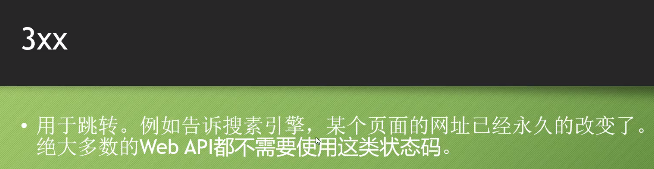 3xx
• 用于跳转。例如告诉搜素引擎，某个页面的网址已经永久的改变了。
绝大多数的Web API都不需要使用这类状态码。